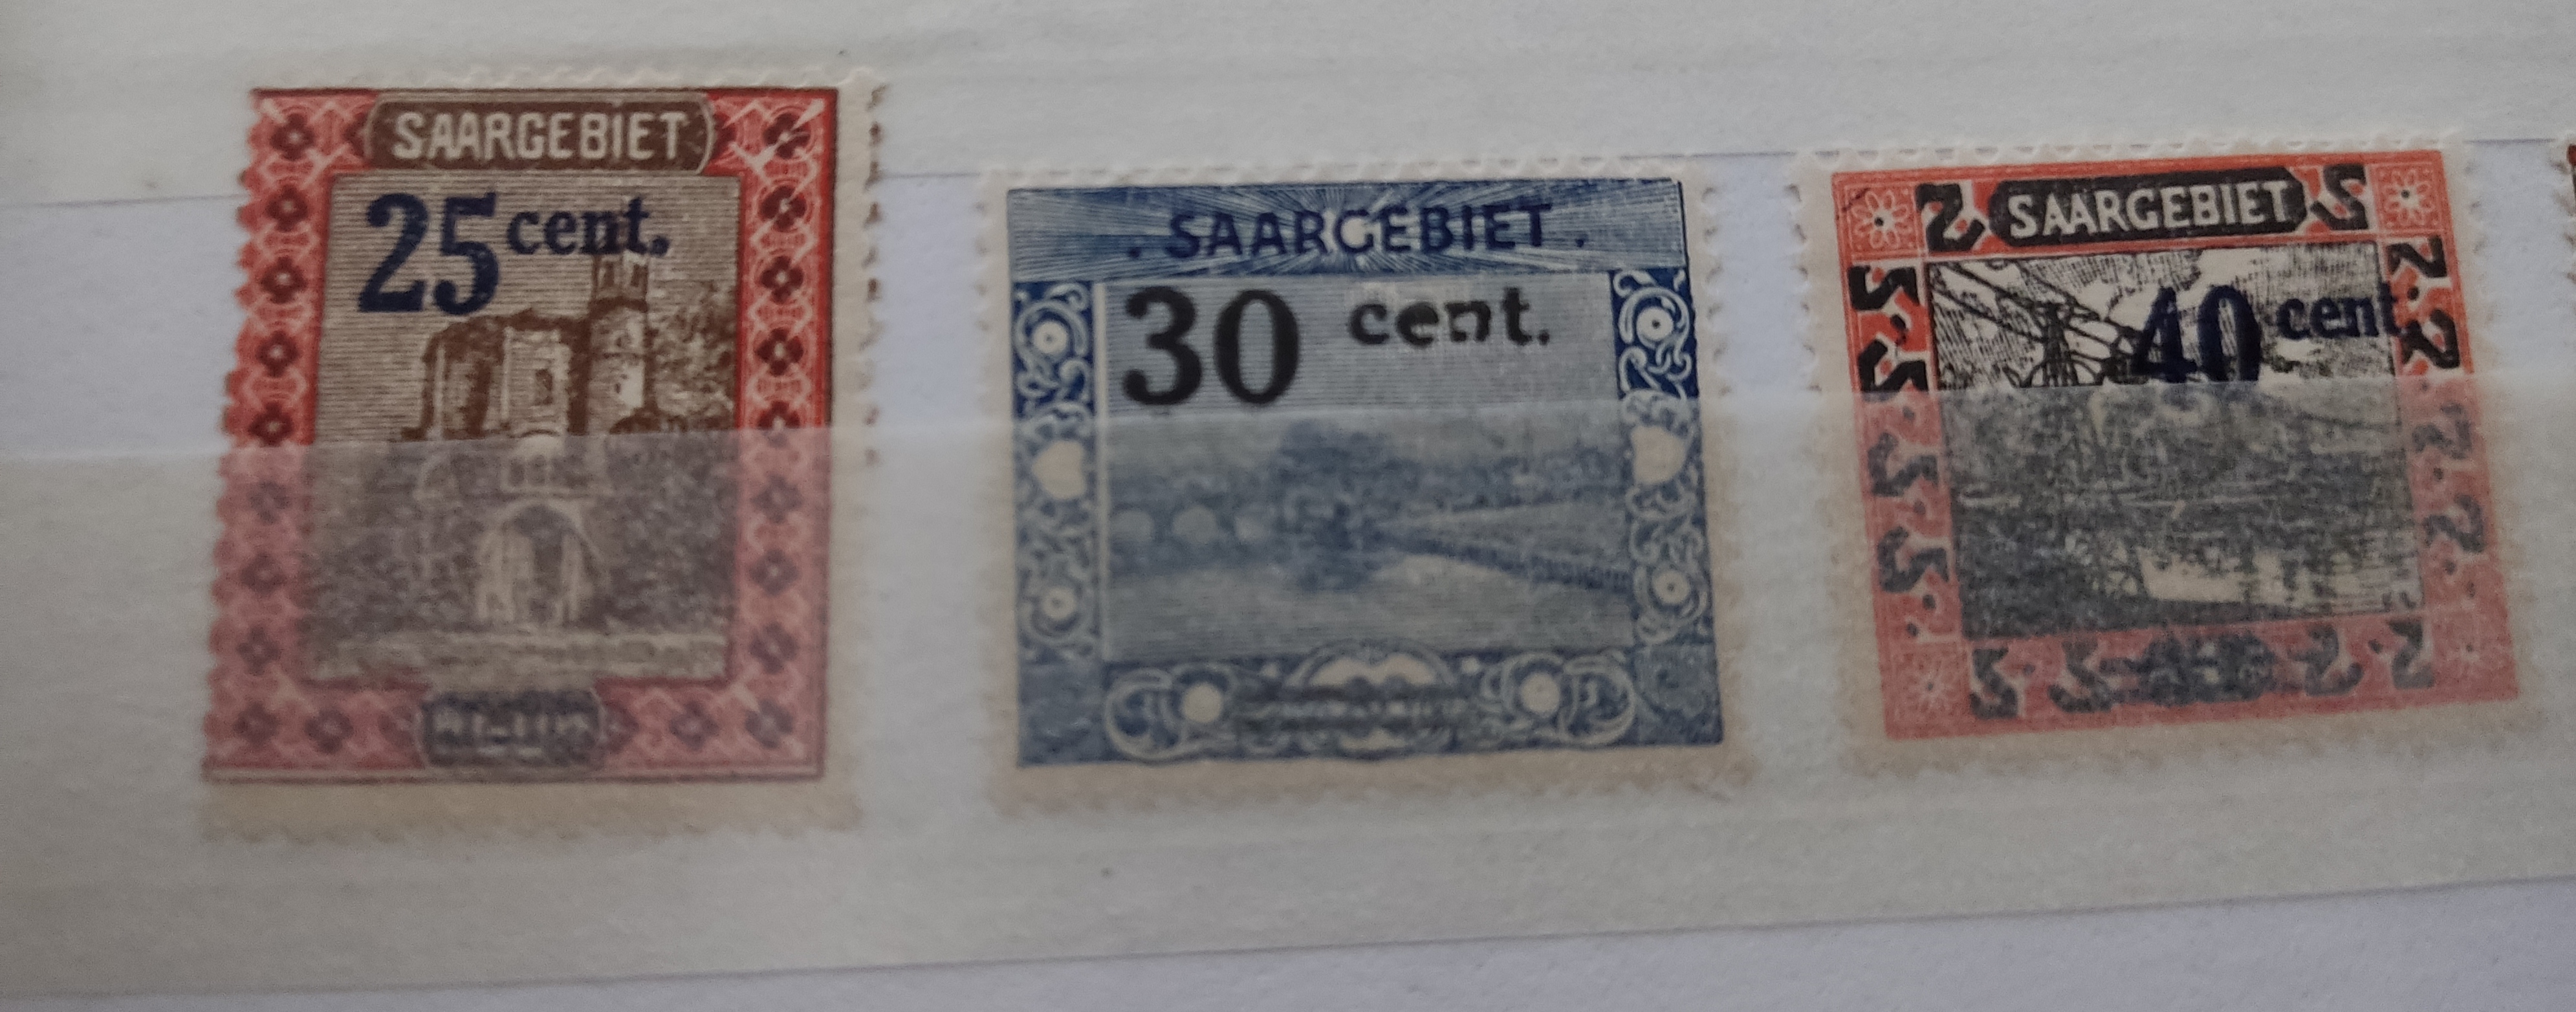 SAARGEBIET
25 cent.
. SAARGEBIET .
30 cent.
SAARGEBIET
40 cent.